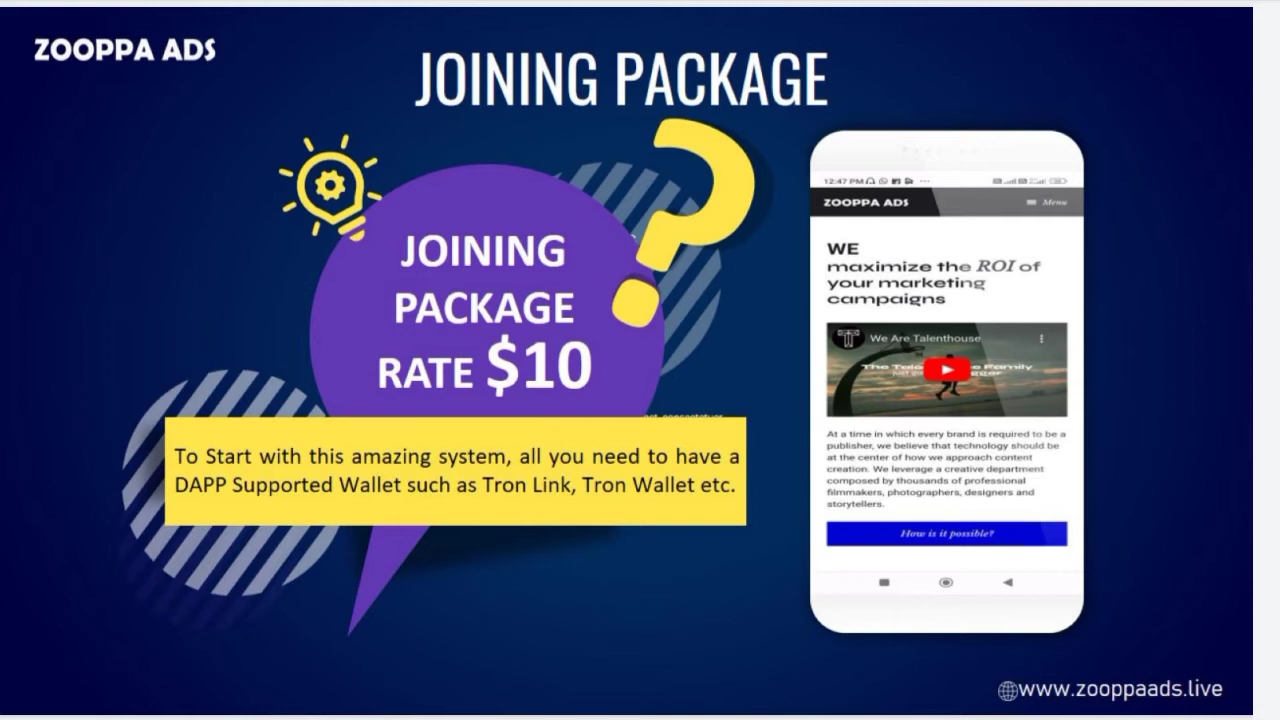 ZOOPPA ADS
JOINING PACKAGE
JOINING
PACKAGE
RATE $10
To Start with this amazing system, all you need to have a
DAPP Supported Wallet such as Tron Link, Tron Wallet etc.
12:47 PM
ZOOPPA ADS
Menu
WE
maximize the ROI of
your marketing
campaigns
We Are Talenthouse
At a time in which every brand is required to be a
publisher, we believe that technology should be
at the center of how we approach content
creation. We leverage a creative department
composed by thousands of professional
filmmakers, photographers, designers and
storytellers.
How is it possible?
www.zooppaads.live